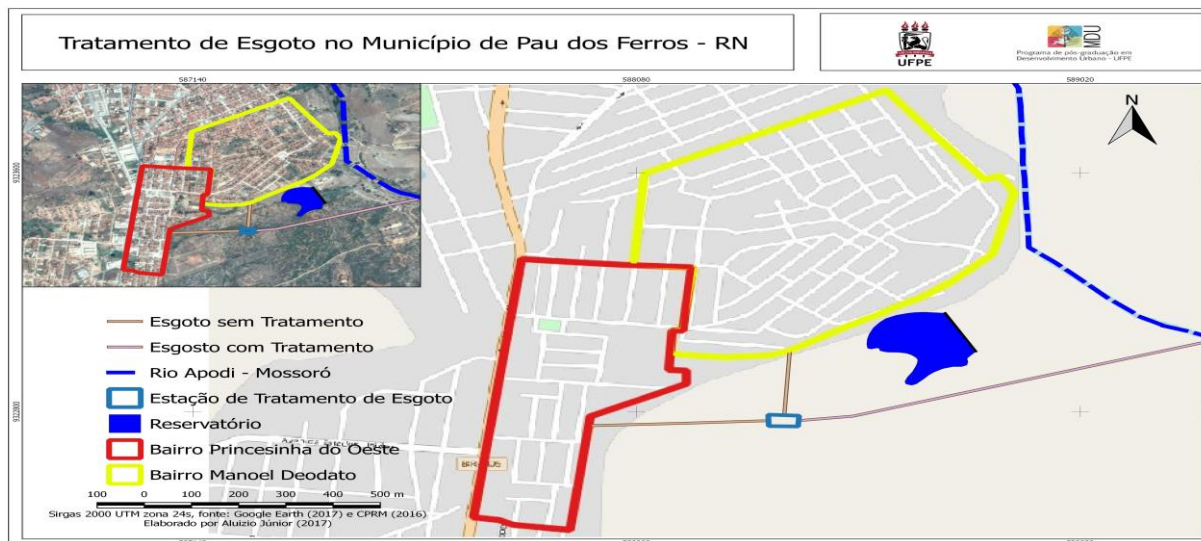 Tratamento de Esgoto no Município de Pau dos Ferros - RN
UFPE
MDU
Programa de pós-graduação em
Desenvolvimento Urbano - UFPE
587140
588080
589020
N
9323600
9322800
Esgoto sem Tratamento
Esgosto com Tratamento
Rio Apodi - Mossoró
Estação de Tratamento de Esgoto
Reservatório
Bairro Princesinha do Oeste
Bairro Manoel Deodato
100 0 100 200 300 400 500 m
Sirgas 2000 UTM zona 24s, fonte: Google Earth (2017) e CPRM (2016)
Elaborado por Aluizio Júnior (2017)